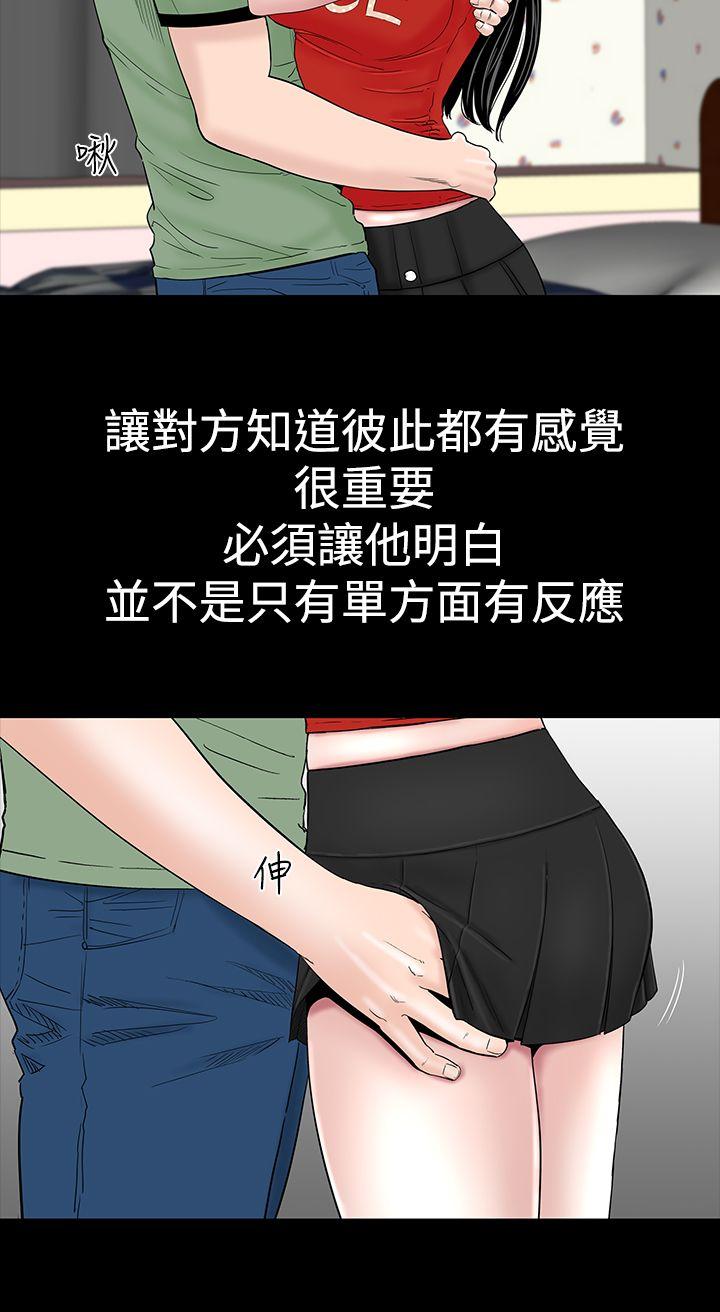 啾
讓對方知道彼此都有感覺
很重要
必須讓他明白
並不是只有單方面有反應
伸